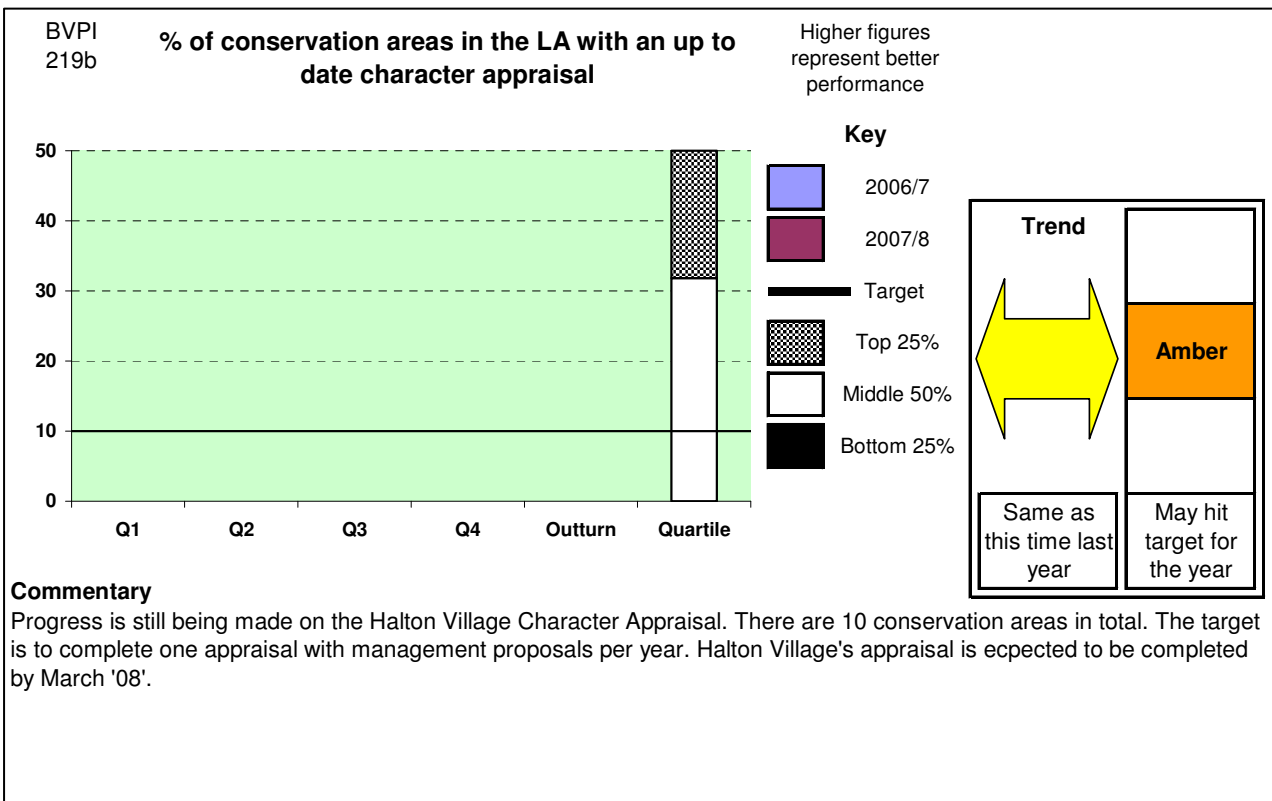 BVPI
219b
% of conservation areas in the LA with an up to
date character appraisal
Higher figures
represent better
performance
50
40
30
20
10
0
Q1
Q2
Q3
Q4
Outturn
Quartile
Key
2006/7
2007/8
Target
Top 25%
Middle 50%
Bottom 25%
Trend
Amber
Same as
this time last
year
May hit
target for
the year
Commentary
Progress is still being made on the Halton Village Character Appraisal. There are 10 conservation areas in total. The target
is to complete one appraisal with management proposals per year. Halton Village's appraisal is ecpected to be completed
by March '08'.